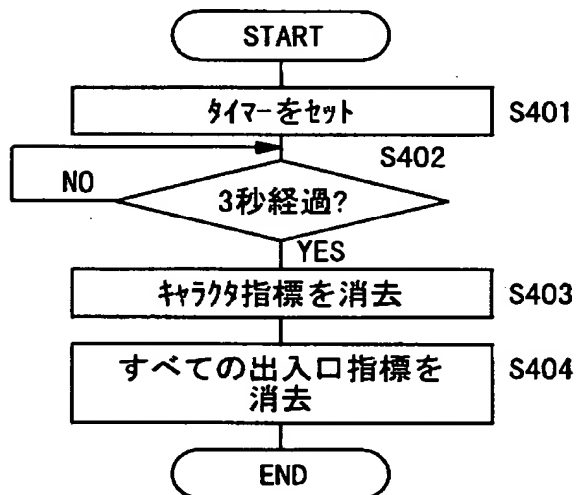 START
タイマーをセット
S401
S402
NO
3秒経過?
YES
キャラクタ指標を消去
S403
すべての出入口指標を
消去
S404
END